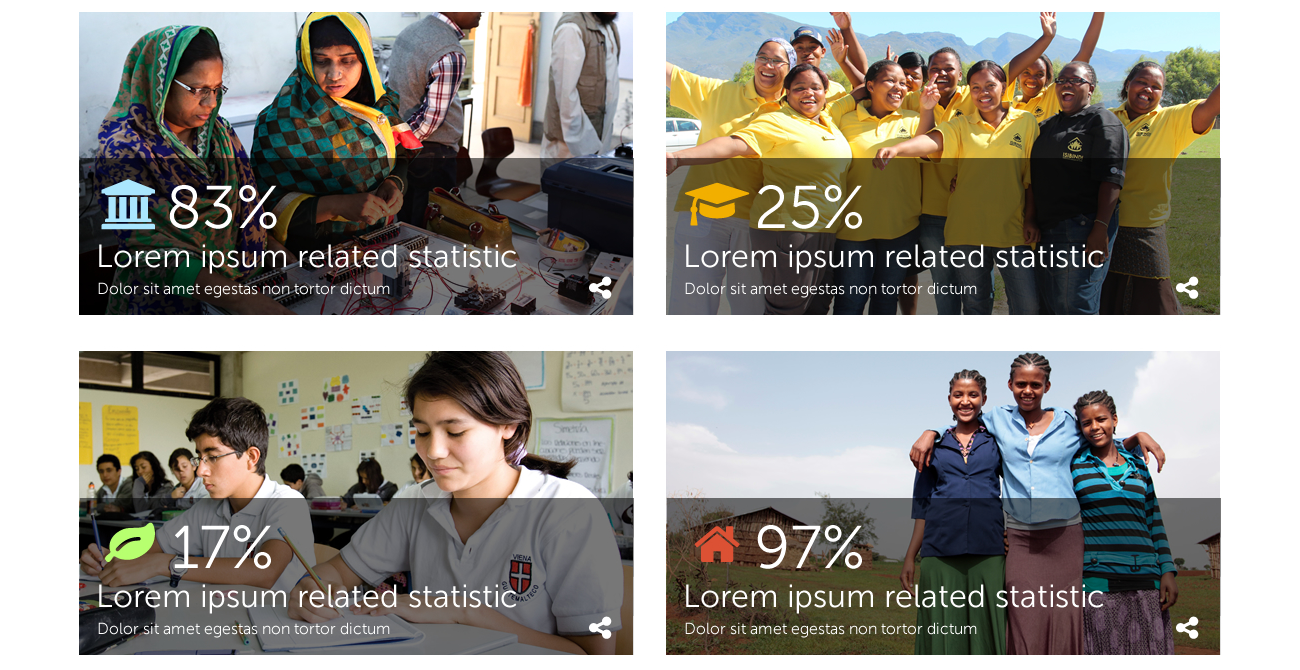 83%
Lorem ipsum related statistic
Dolor sit amet egestas non tortor dictum
25%
Lorem ipsum related statistic
Dolor sit amet egestas non tortor dictum
17%
Lorem ipsum related statistic
Dolor sit amet egestas non tortor dictum
VIENA
97%
Lorem ipsum related statistic
Dolor sit amet egestas non tortor dictum